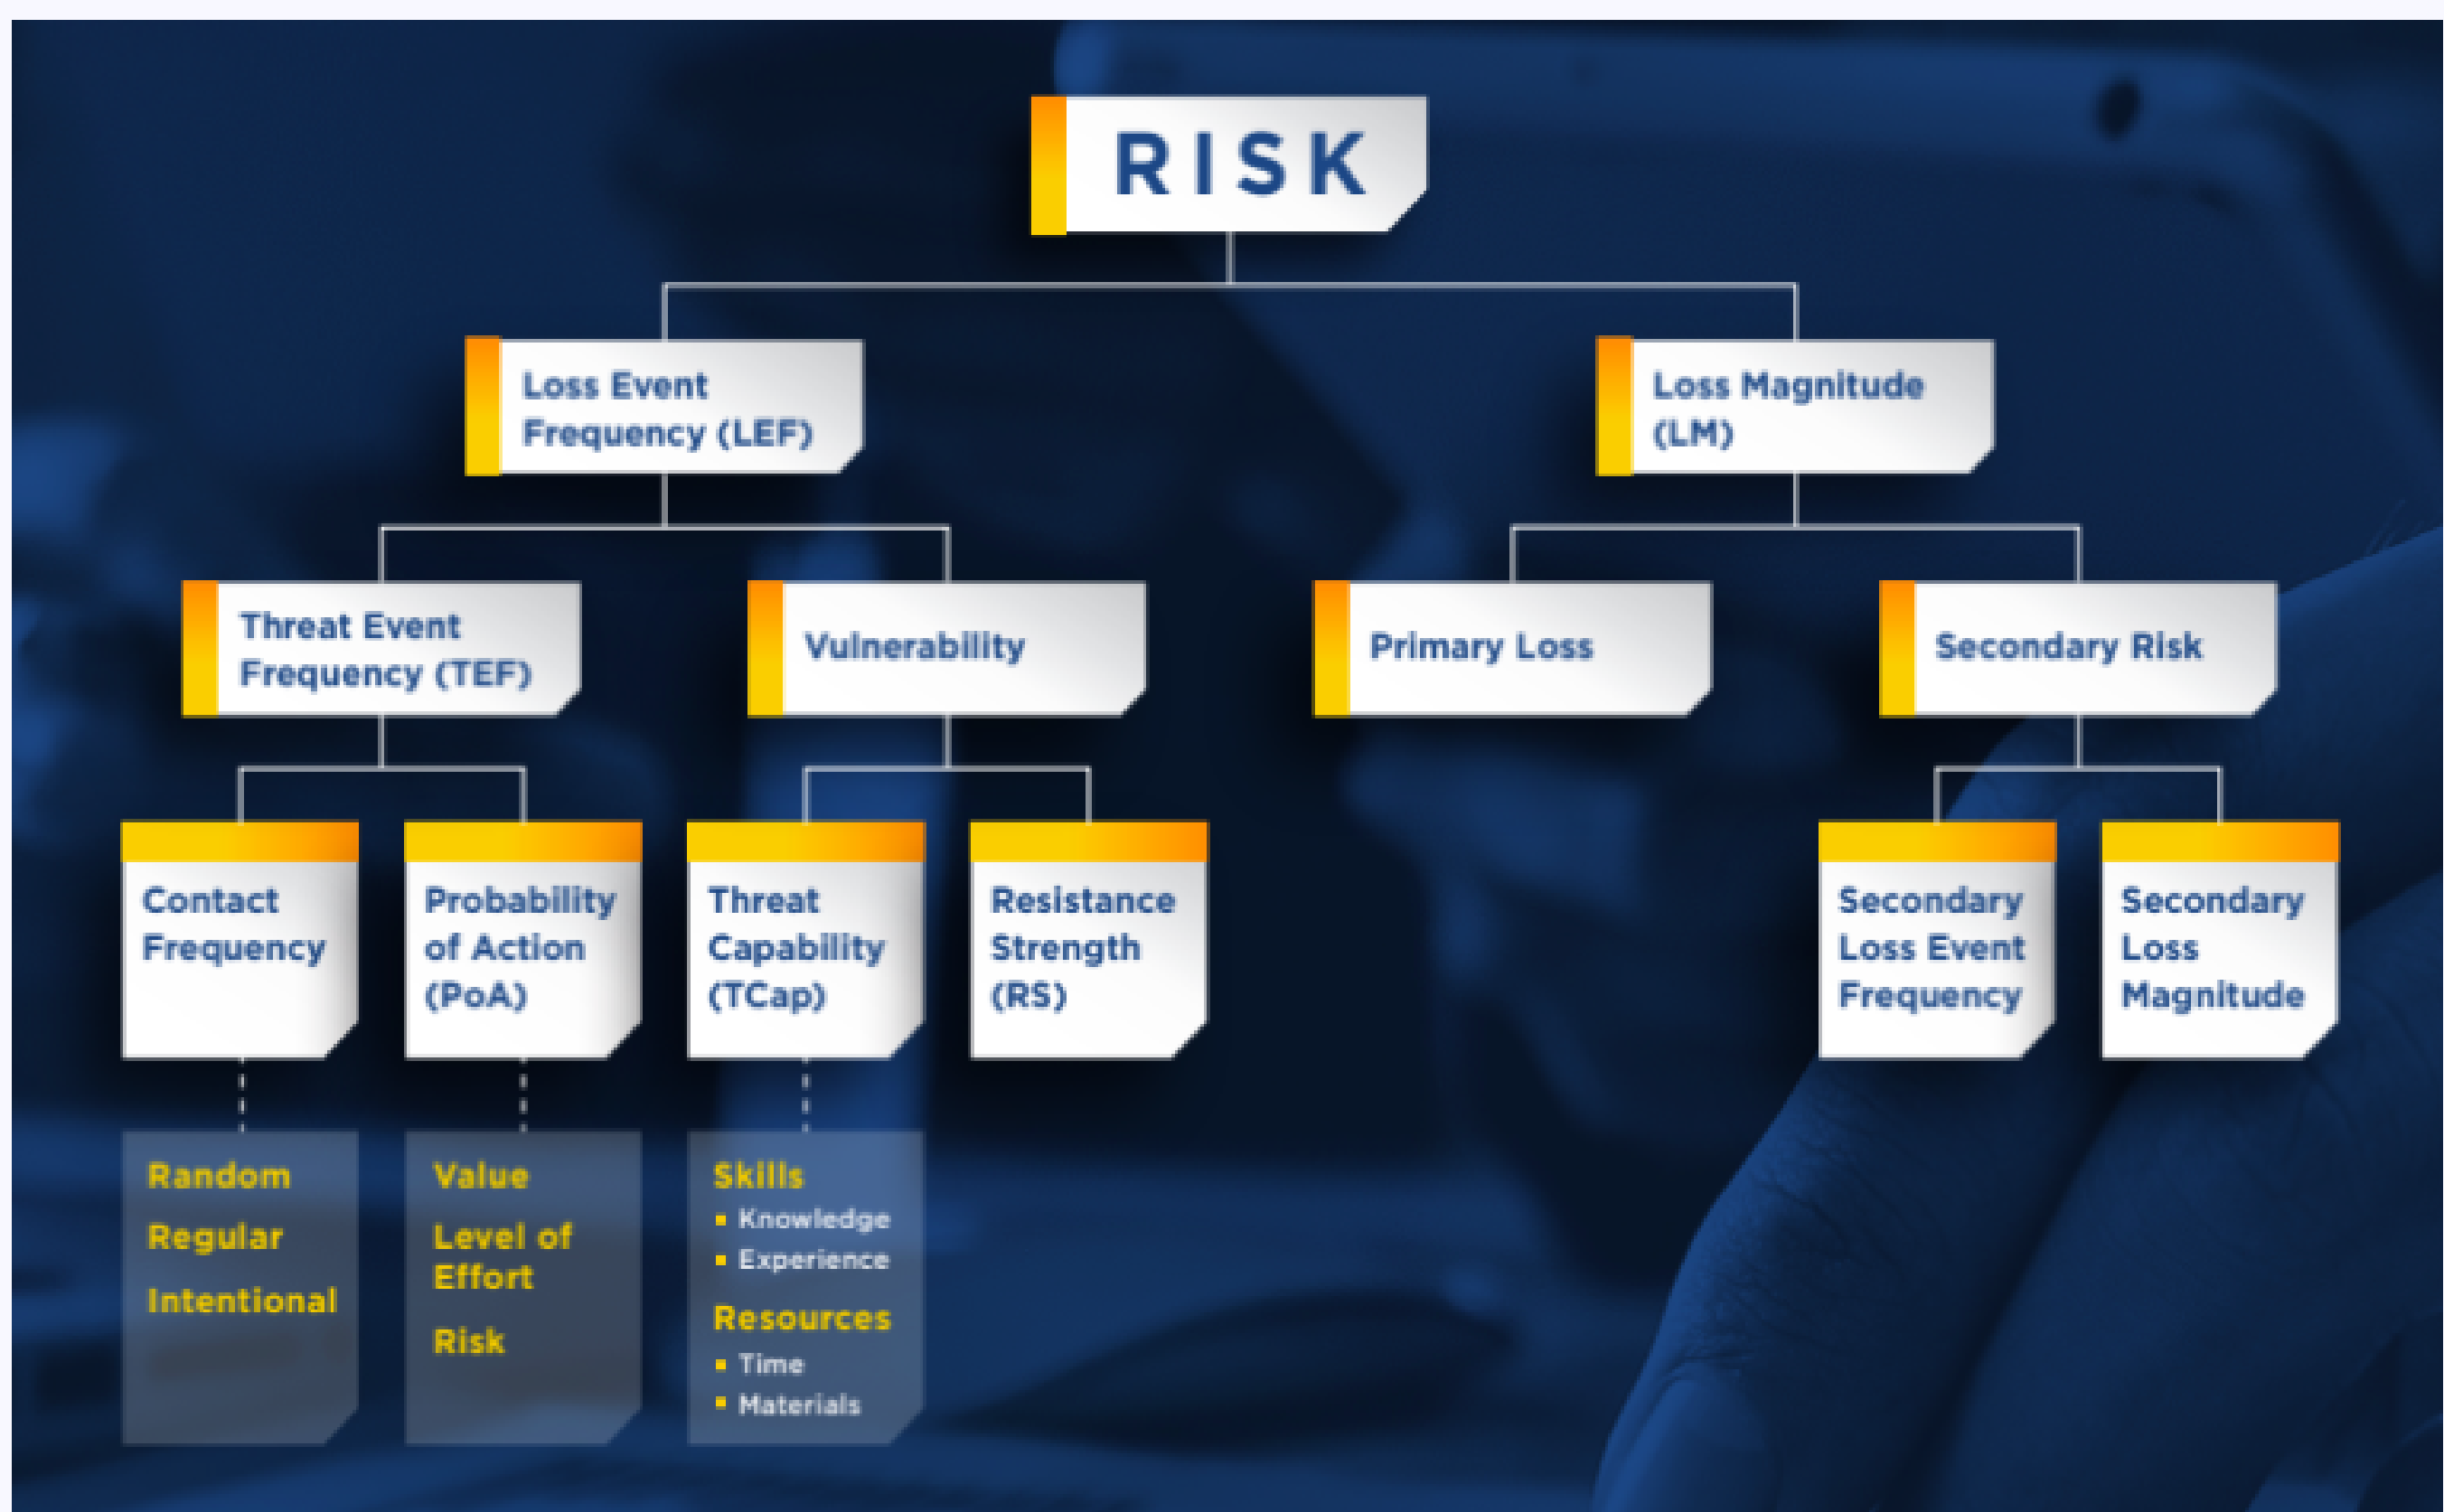 RISK
Loss Event
Frequency (LEF)
Loss Magnitude
(LM)
Threat Event
Frequency (TEF)
Vulnerability
Primary Loss
Secondary Risk
Contact
Frequency
Probability
of Action
(PoA)
Threat
Capability
(TCap)
Resistance
Strength
(RS)
Secondary
Loss Event
Frequency
Secondary
Loss
Magnitude
Random
Regular
Intentional
Value
Level of
Effort
Risk
Skills
Knowledge
Experience
Resources
Time
Materials